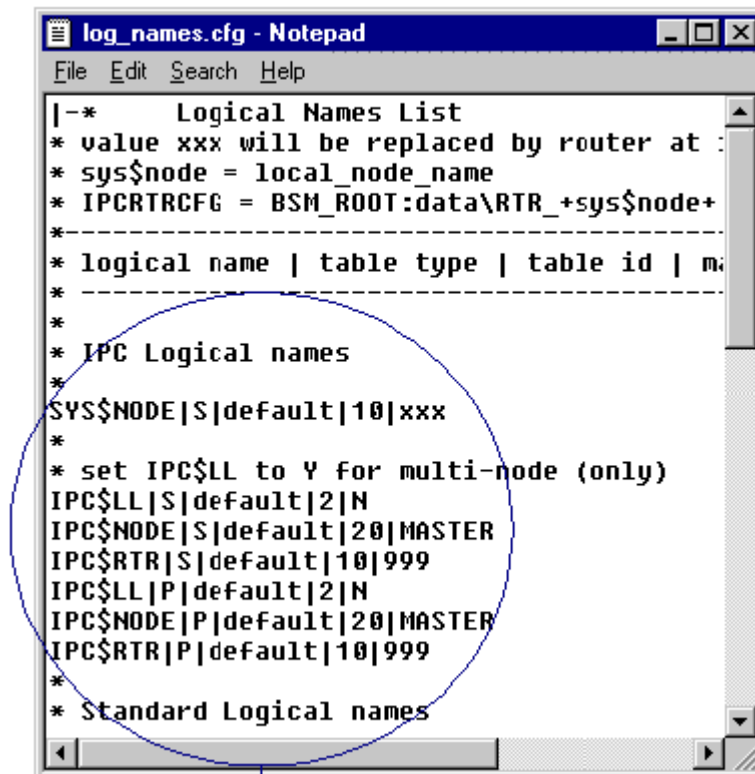 log_names.cfg - Notepad
File Edit Search Help
|-* Logical Names List
* value xxx will be replaced by router at
* sys$node = local_node_name
* IPCRTRCFG = BSM_ROOT:data\RTR_+sys$node+
*-----------------------------------------------
* logical name | table type | table id |
* -----------------------------------------------
*
* IPC Logical names
*
SYS$NODE|S|default|10|xxx
*
* set IPC$LL to Y for multi-node (only)
IPC$LL|S|default|2|N
IPC$NODE|S|default|20|MASTER
IPC$RTR|S|default|10|999
IPC$LL|P|default|2|N
IPC$NODE|P|default|20|MASTER
IPC$RTR|P|default|10|999
*
* Standard Logical names